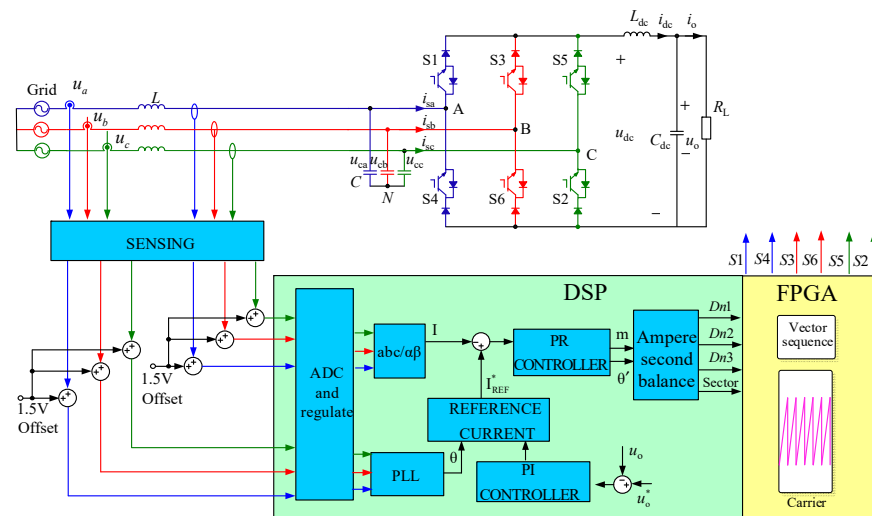 L_dc i_dc i_o
S1 S3 S5
Grid u_a L i_sa A
u_b i_sb B
u_c i_sc C
+ + R_L
u_dc C_dc u_o
u_ca u_cb u_cc
C N
S4 S6 S2
− −
SENSING
S1 S4 S3 S6 S5 S2
DSP FPGA
1.5V
Offset
1.5V
Offset
ADC
and
regulate
abc/αβ
I
I*REF
PR
CONTROLLER
m
θ′
Ampere
second
balance
Dn1
Dn2
Dn3
Sector
Vector
sequence
REFERENCE
CURRENT
θ
PLL
PI
CONTROLLER
u_o
u*_o
Carrier